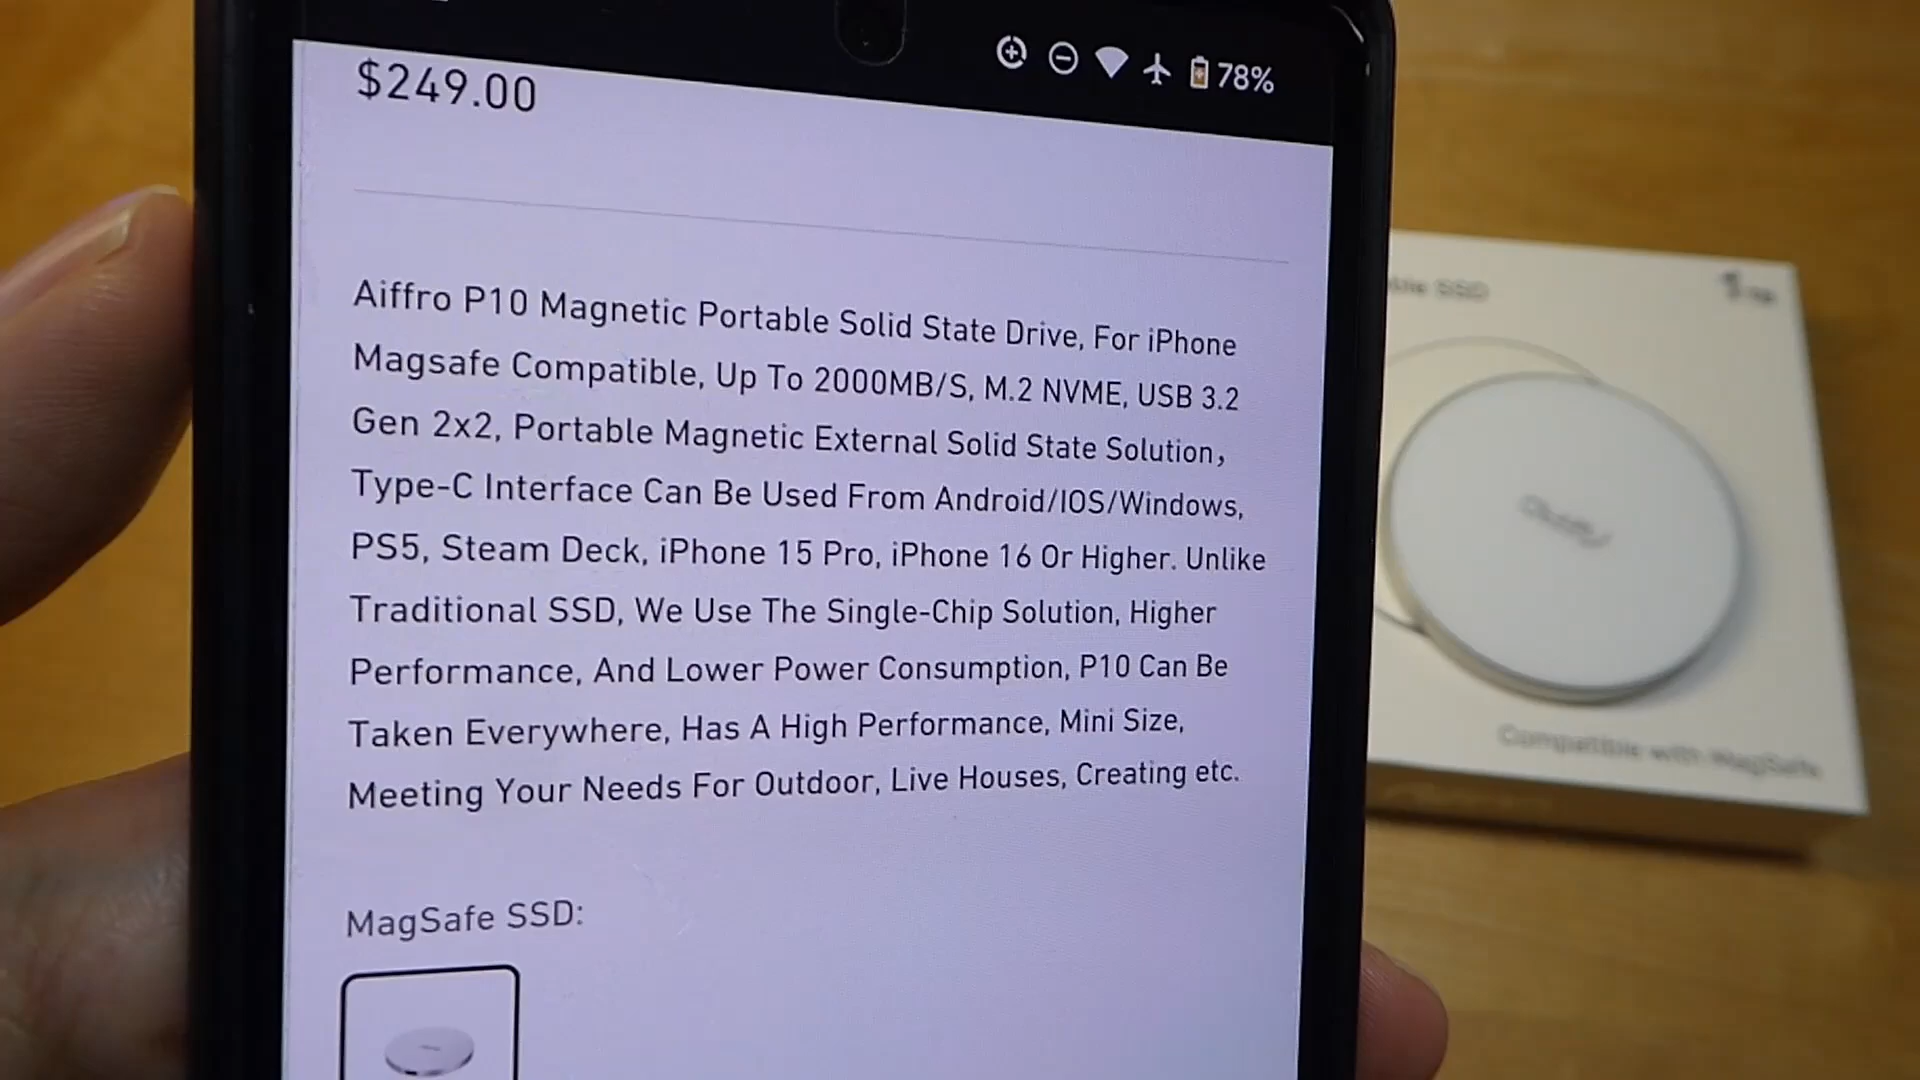 78%
$249.00
Aiffro P10 Magnetic Portable Solid State Drive, For iPhone
Magsafe Compatible, Up To 2000MB/S, M.2 NVME, USB 3.2
Gen 2x2, Portable Magnetic External Solid State Solution,
Type-C Interface Can Be Used From Android/IOS/Windows,
PS5, Steam Deck, iPhone 15 Pro, iPhone 16 Or Higher. Unlike
Traditional SSD, We Use The Single-Chip Solution, Higher
Performance, And Lower Power Consumption, P10 Can Be
Taken Everywhere, Has A High Performance, Mini Size,
Meeting Your Needs For Outdoor, Live Houses, Creating etc.
MagSafe SSD:
SSD
Compatible with MagSafe